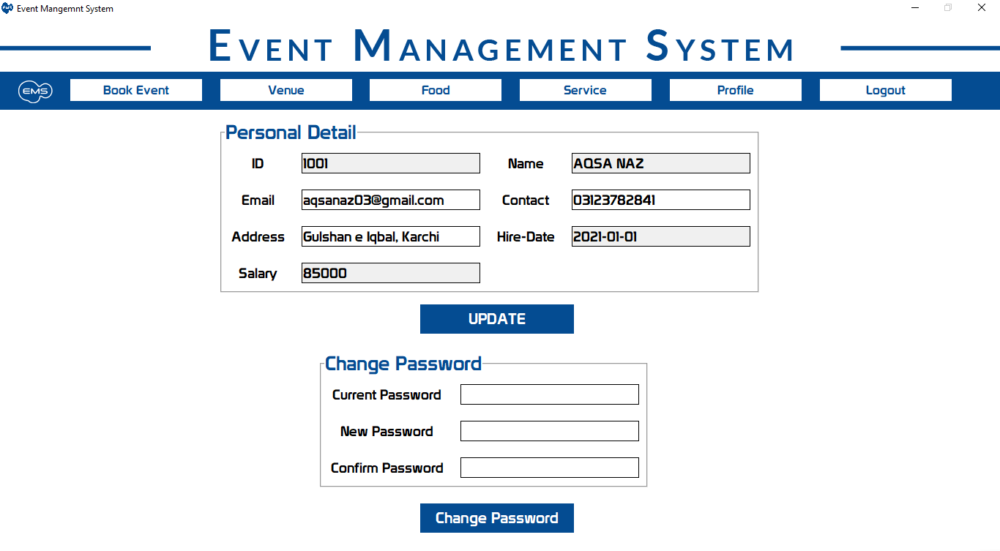 Event Mangemnt System
EVENT MANAGEMENT SYSTEM
EMS Book Event Venue Food Service Profile Logout
Personal Detail
ID 1001 Name AQSA NAZ
Email aqsanaz03@gmail.com Contact 03123782841
Address Gulshan e Iqbal, Karchi Hire-Date 2021-01-01
Salary 85000
UPDATE
Change Password
Current Password
New Password
Confirm Password
Change Password